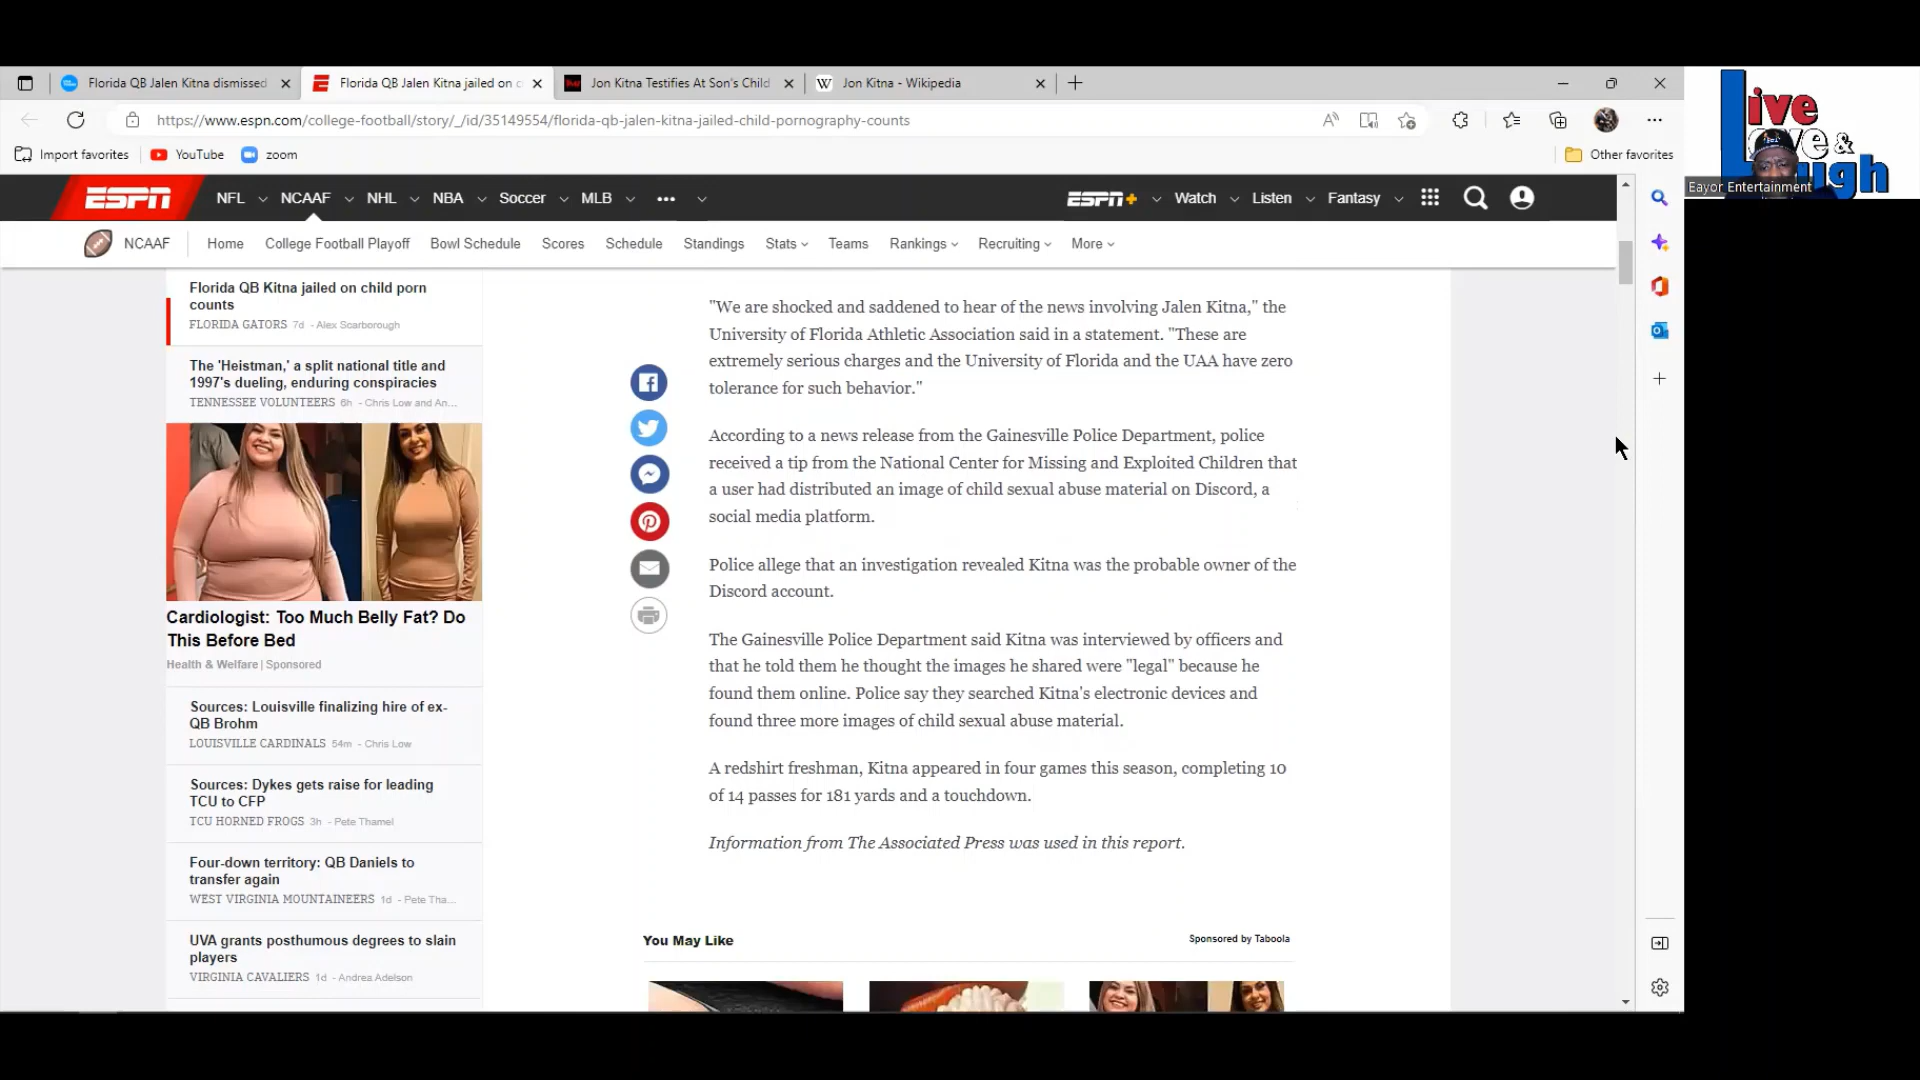 Florida QB Jalen Kitna dismissed
Florida QB Jalen Kitna jailed on c
Jon Kitna Testifies At Son's Child
Jon Kitna - Wikipedia
https://www.espn.com/college-football/story/_/id/35149554/florida-qb-jalen-kitna-jailed-child-pornography-counts
Import favorites
YouTube
zoom
Other favorites
Live
Love &
Laugh
Eayor Entertainment
ESPN
NFL
NCAAF
NHL
NBA
Soccer
MLB
ESPN+
Watch
Listen
Fantasy
NCAAF
Home
College Football Playoff
Bowl Schedule
Scores
Schedule
Standings
Stats
Teams
Rankings
Recruiting
More
Florida QB Kitna jailed on child porn
counts
FLORIDA GATORS 7d - Alex Scarborough
The 'Heistman,' a split national title and
1997's dueling, enduring conspiracies
TENNESSEE VOLUNTEERS 6h - Chris Low and An...
Cardiologist: Too Much Belly Fat? Do
This Before Bed
Health & Welfare | Sponsored
Sources: Louisville finalizing hire of ex-
QB Brohm
LOUISVILLE CARDINALS 54m - Chris Low
Sources: Dykes gets raise for leading
TCU to CFP
TCU HORNED FROGS 3h - Pete Thamel
Four-down territory: QB Daniels to
transfer again
WEST VIRGINIA MOUNTAINEERS 1d - Pete Tha...
UVA grants posthumous degrees to slain
players
VIRGINIA CAVALIERS 1d - Andrea Adelson
"We are shocked and saddened to hear of the news involving Jalen Kitna," the
University of Florida Athletic Association said in a statement. "These are
extremely serious charges and the University of Florida and the UAA have zero
tolerance for such behavior."
According to a news release from the Gainesville Police Department, police
received a tip from the National Center for Missing and Exploited Children that
a user had distributed an image of child sexual abuse material on Discord, a
social media platform.
Police allege that an investigation revealed Kitna was the probable owner of the
Discord account.
The Gainesville Police Department said Kitna was interviewed by officers and
that he told them he thought the images he shared were "legal" because he
found them online. Police say they searched Kitna's electronic devices and
found three more images of child sexual abuse material.
A redshirt freshman, Kitna appeared in four games this season, completing 10
of 14 passes for 181 yards and a touchdown.
Information from The Associated Press was used in this report.
You May Like
Sponsored by Taboola